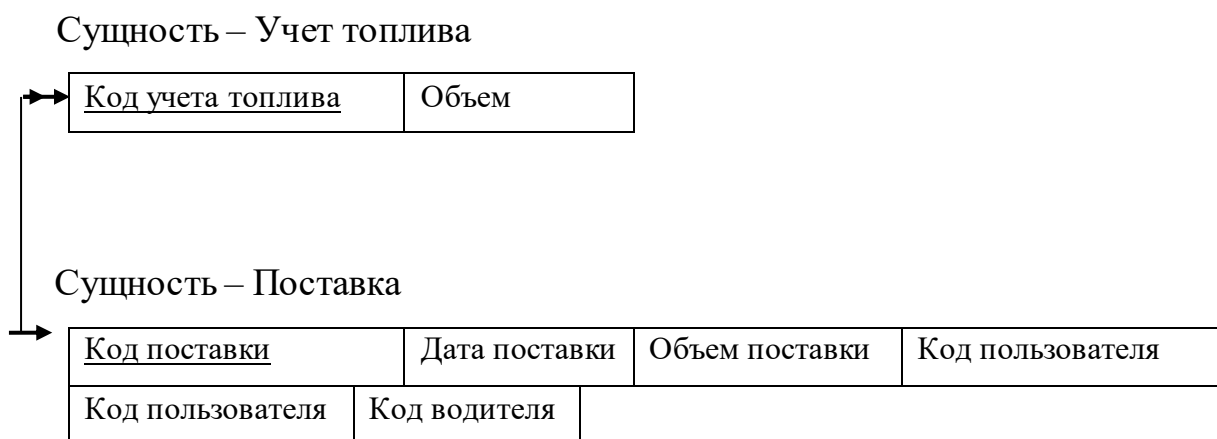 Сущность – Учет топлива
Код учета топлива Объем
Сущность – Поставка
Код поставки Дата поставки Объем поставки Код пользователя
Код пользователя Код водителя